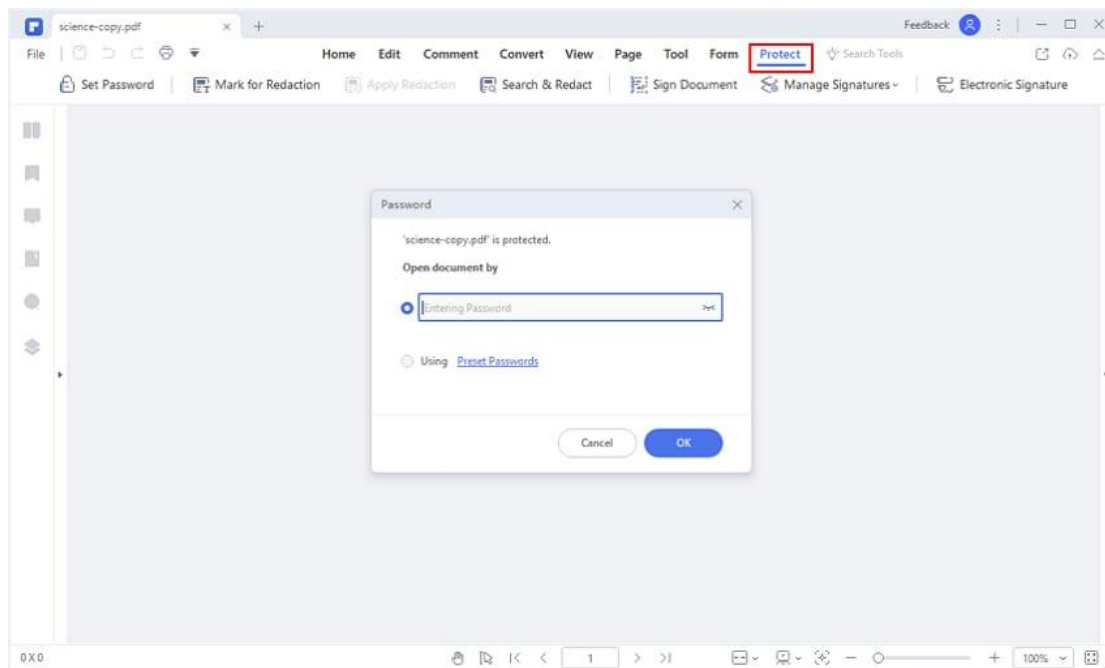 science-copy.pdf
Feedback
File Home Edit Comment Convert View Page Tool Form Protect Search Tools
Set Password Mark for Redaction Apply Redaction Search & Redact Sign Document Manage Signatures Electronic Signature
Password
'science-copy.pdf' is protected.
Open document by
Entering Password
Using Preset Passwords
Cancel OK
0 X 0 1 100%